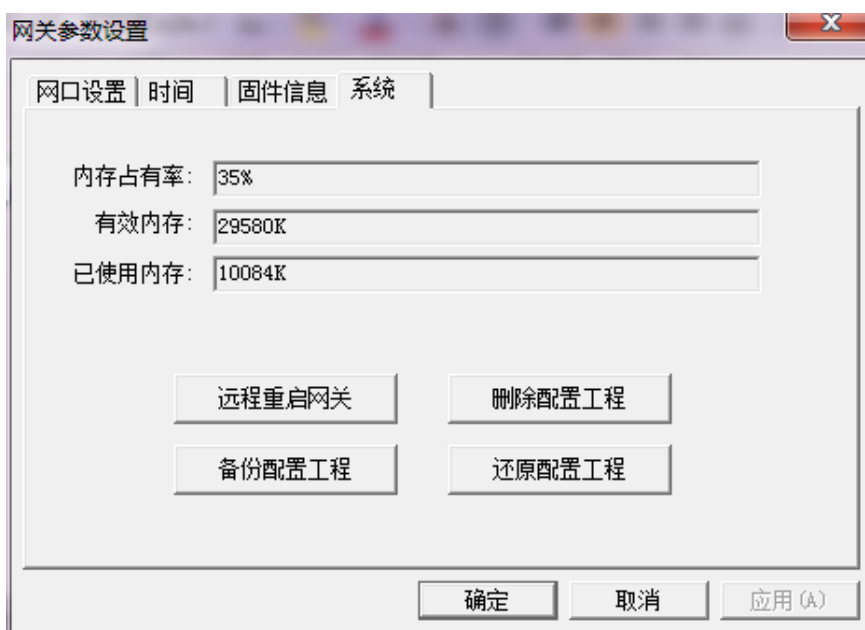 网关参数设置
网口设置 时间 固件信息 系统
内存占有率: 35%
有效内存: 29580K
已使用内存: 10084K
远程重启网关 删除配置工程
备份配置工程 还原配置工程
确定 取消 应用(A)